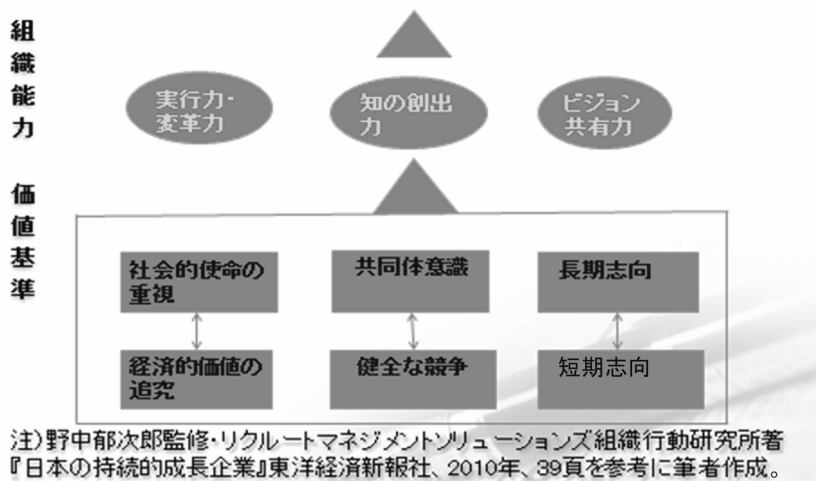 組織能力
実行力・
変革力
知の創出
力
ビジョン
共有力
価値基準
社会的使命の
重視
共同体意識
長期志向
経済的価値の
追究
健全な競争
短期志向
注)野中郁次郎監修・リクルートマネジメントソリューションズ組織行動研究所著
『日本の持続的成長企業』東洋経済新報社、2010年、39頁を参考に筆者作成。